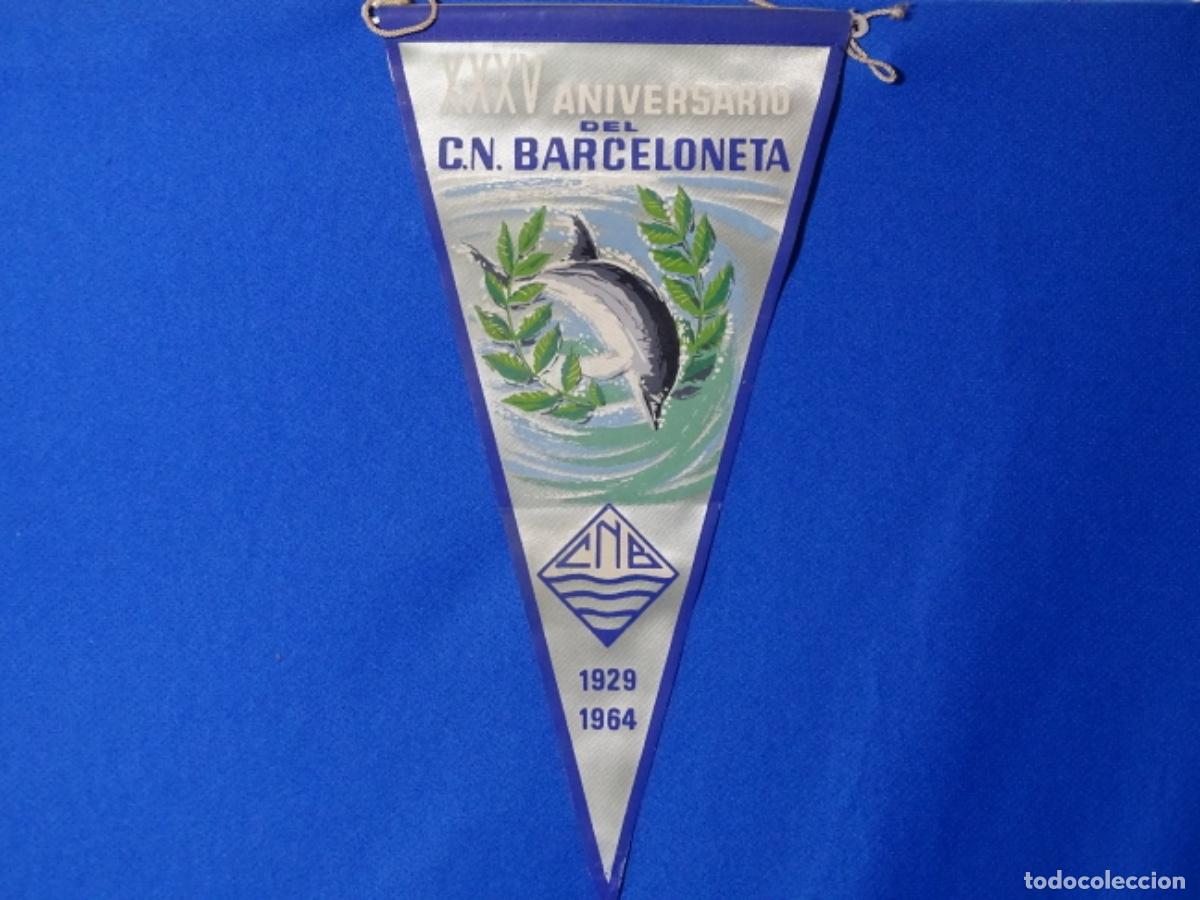 XXXV ANIVERSARIO
DEL
C.N. BARCELONETA
CNB
1929
1964
todocoleccion